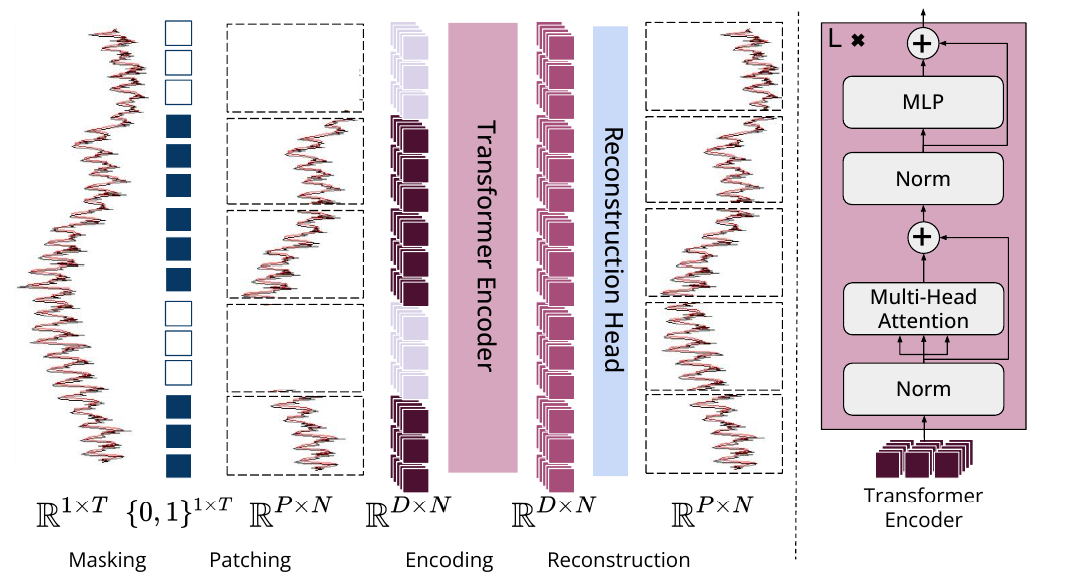 Transformer Encoder
Reconstruction Head
ℝ^{1×T}
{0, 1}^{1×T}
ℝ^{P×N}
ℝ^{D×N}
ℝ^{D×N}
ℝ^{P×N}
Masking
Patching
Encoding
Reconstruction
L ✖
+
MLP
Norm
+
Multi-Head
Attention
Norm
Transformer
Encoder